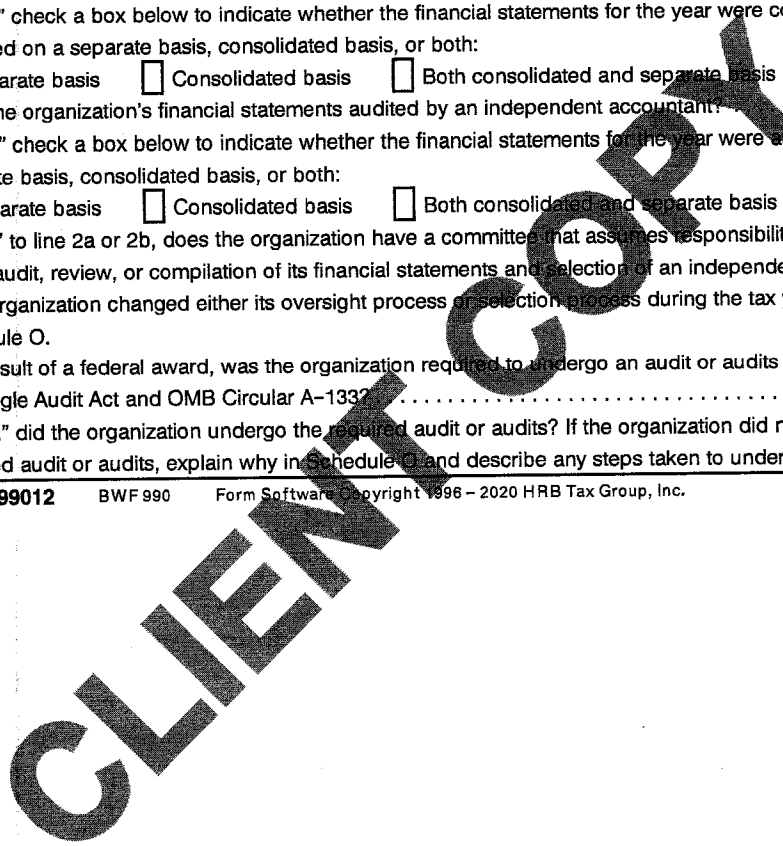 ” check a box below to indicate whether the financial statements for the year were co
ed on a separate basis, consolidated basis, or both:
arate basis Consolidated basis Both consolidated and separate basis
he organization's financial statements audited by an independent accountant?
” check a box below to indicate whether the financial statements for the year were a
te basis, consolidated basis, or both:
arate basis Consolidated basis Both consolidated and separate basis
” to line 2a or 2b, does the organization have a committee that assumes responsibilit
audit, review, or compilation of its financial statements and selection of an independe
rganization changed either its oversight process or selection process during the tax
ule O.
sult of a federal award, was the organization required to undergo an audit or audits
gle Audit Act and OMB Circular A-133? . . . . . . . . . . . . . . . . . . . . . . . . . . . . . . . . . . .
,” did the organization undergo the required audit or audits? If the organization did n
d audit or audits, explain why in Schedule O and describe any steps taken to under
99012 BWF 990 Form Software Copyright 1996 – 2020 HRB Tax Group, Inc.
CLIENT COPY